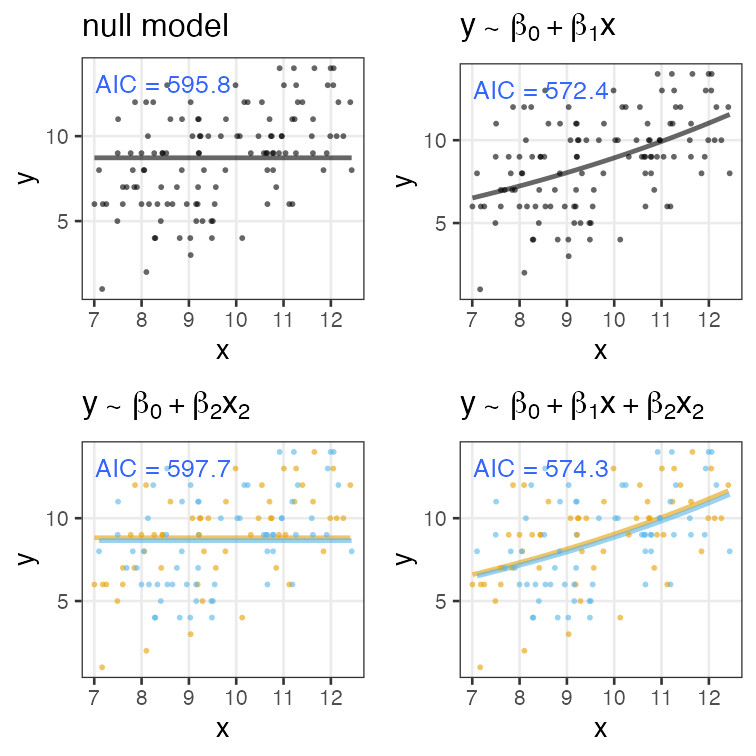 null model
AIC = 595.8
y
10
5
7 8 9 10 11 12
x
y ~ β₀ + β₁x
AIC = 572.4
y
10
5
7 8 9 10 11 12
x
y ~ β₀ + β₂x₂
AIC = 597.7
y
10
5
7 8 9 10 11 12
x
y ~ β₀ + β₁x + β₂x₂
AIC = 574.3
y
10
5
7 8 9 10 11 12
x